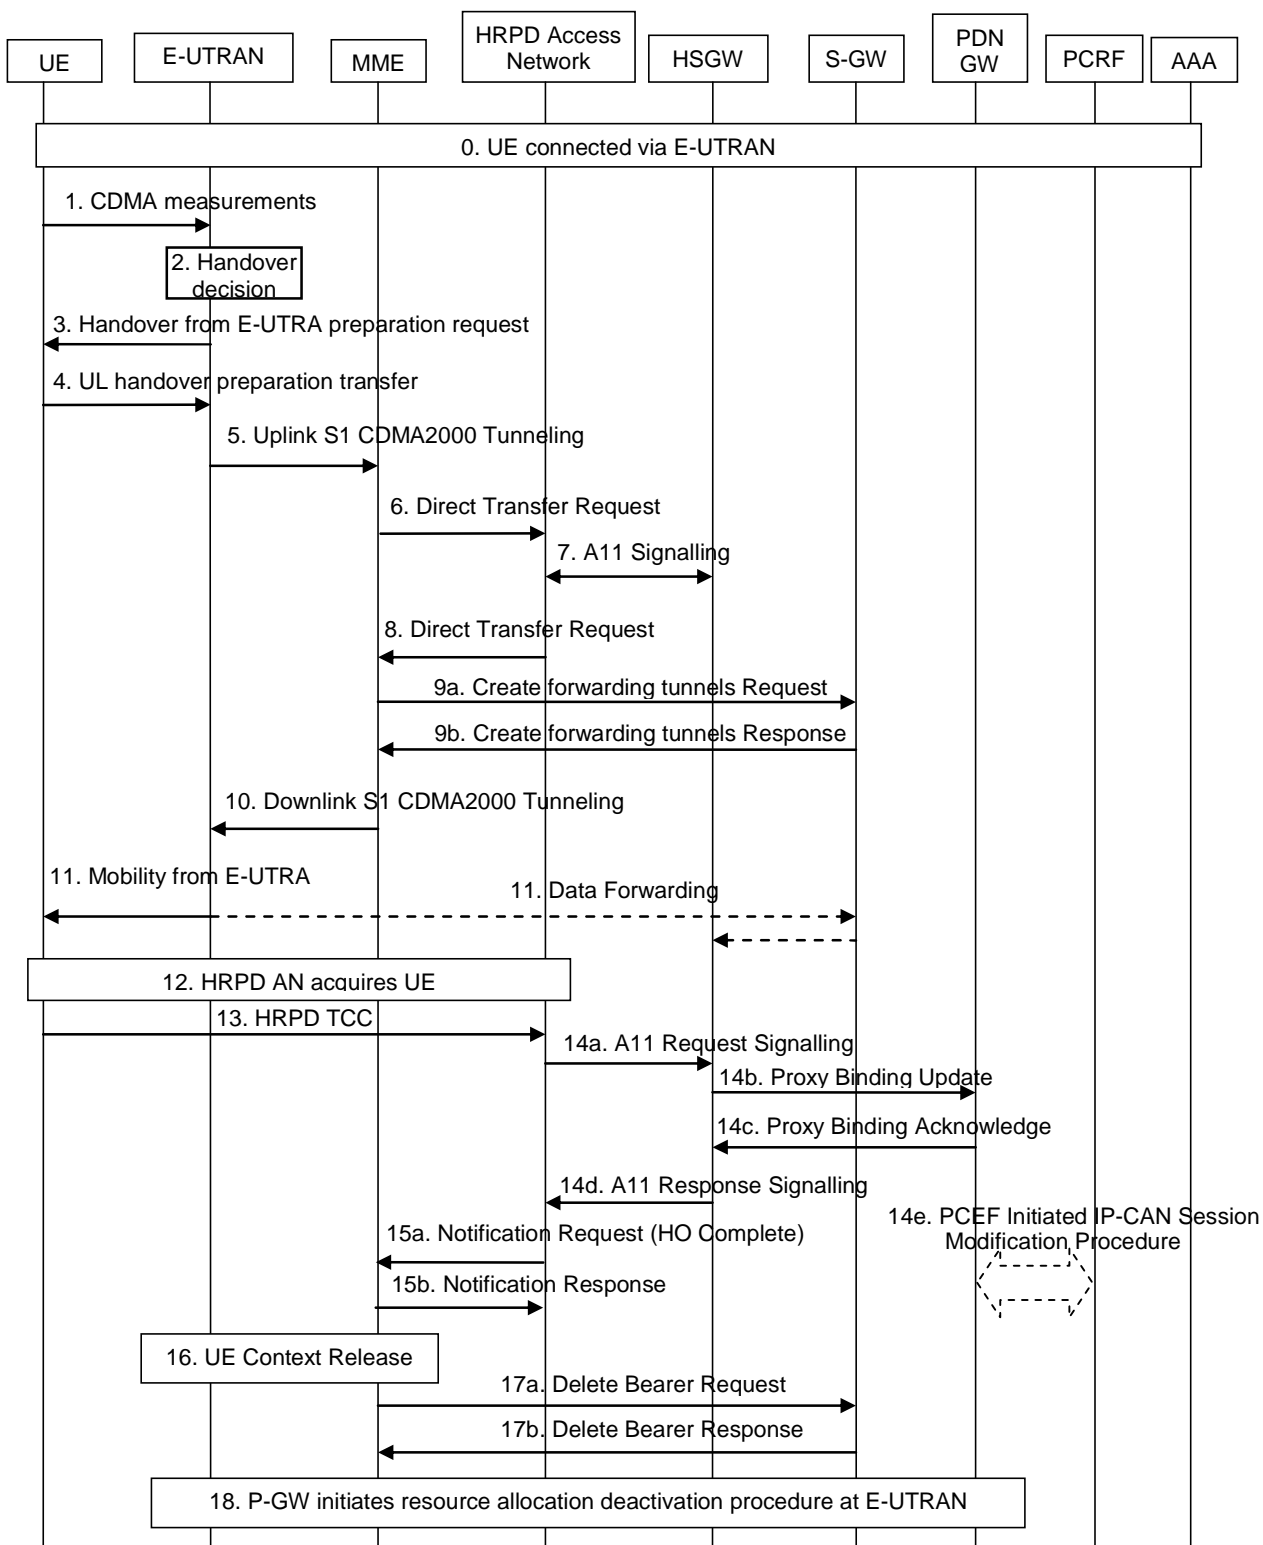 UE
E-UTRAN
MME
HRPD Access
Network
HSGW
S-GW
PDN
GW
PCRF
AAA
0. UE connected via E-UTRAN
1. CDMA measurements
2. Handover
decision
3. Handover from E-UTRA preparation request
4. UL handover preparation transfer
5. Uplink S1 CDMA2000 Tunneling
6. Direct Transfer Request
7. A11 Signalling
8. Direct Transfer Request
9a. Create forwarding tunnels Request
9b. Create forwarding tunnels Response
10. Downlink S1 CDMA2000 Tunneling
11. Mobility from E-UTRA
11. Data Forwarding
12. HRPD AN acquires UE
13. HRPD TCC
14a. A11 Request Signalling
14b. Proxy Binding Update
14c. Proxy Binding Acknowledge
14d. A11 Response Signalling
14e. PCEF Initiated IP-CAN Session
Modification Procedure
15a. Notification Request (HO Complete)
15b. Notification Response
16. UE Context Release
17a. Delete Bearer Request
17b. Delete Bearer Response
18. P-GW initiates resource allocation deactivation procedure at E-UTRAN